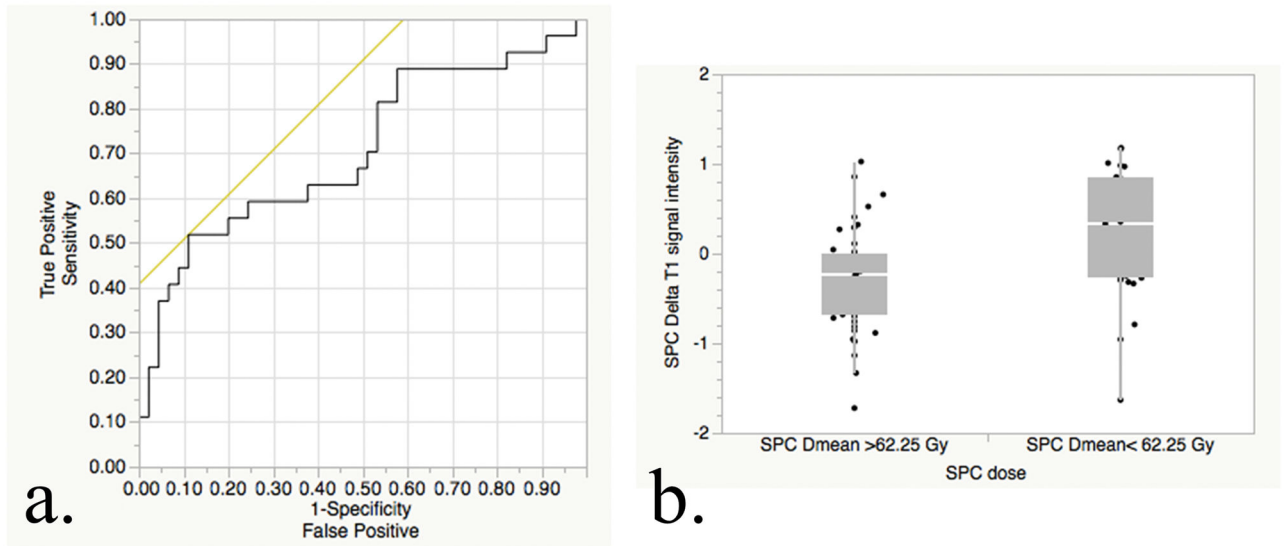 1.00
0.90
0.80
0.70
0.60
0.50
0.40
0.30
0.20
0.10
0.00
True Positive
Sensitivity
0.00 0.10 0.20 0.30 0.40 0.50 0.60 0.70 0.80 0.90
1-Specificity
False Positive
a.
2
1
0
-1
-2
SPC Delta T1 signal intensity
SPC Dmean >62.25 Gy SPC Dmean< 62.25 Gy
SPC dose
b.